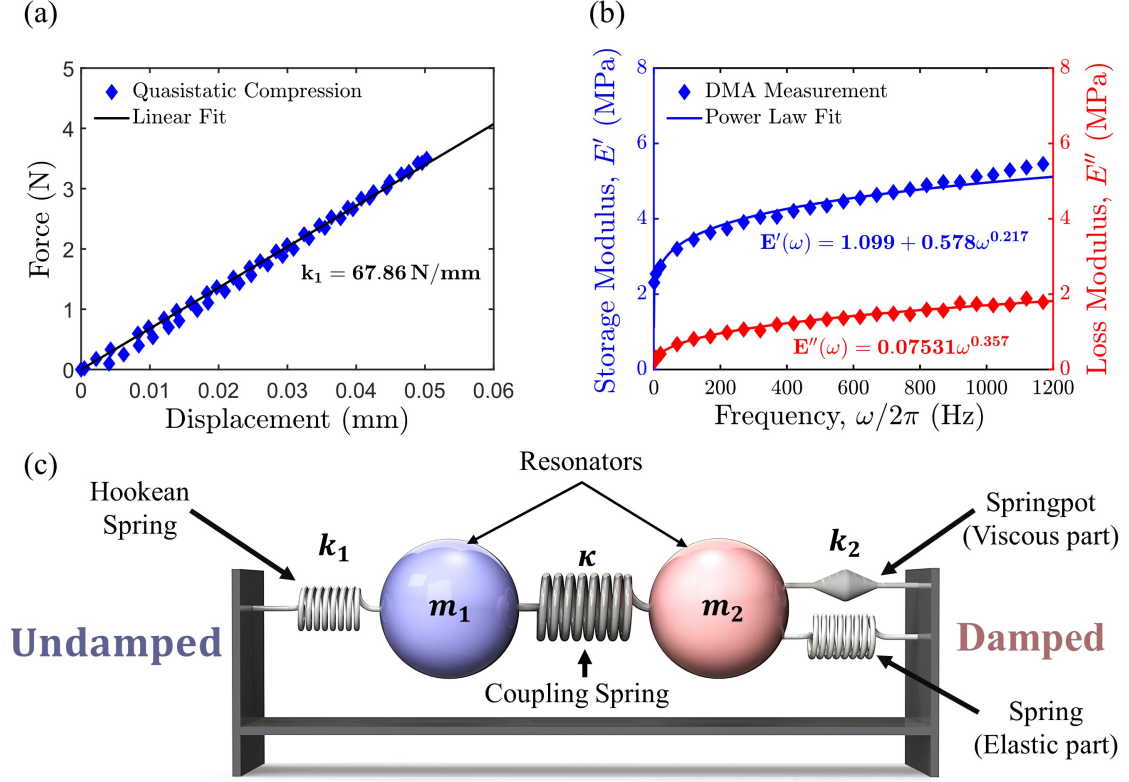 (a)
5
4
3
2
1
0
0
0.01
0.02
0.03
0.04
0.05
0.06
Force (N)
Displacement (mm)
Quasistatic Compression
Linear Fit
k₁ = 67.86 N/mm
(b)
8
6
4
2
0
8
6
4
2
0
0
200
400
600
800
1000
1200
Storage Modulus, E′ (MPa)
Loss Modulus, E″ (MPa)
Frequency, ω/2π (Hz)
DMA Measurement
Power Law Fit
E′(ω) = 1.099 + 0.578ω^0.217
E″(ω) = 0.07531ω^0.357
(c)
Resonators
Hookean
Spring
Springpot
(Viscous part)
k₁
κ
k₂
m₁
m₂
Undamped
Damped
Coupling Spring
Spring
(Elastic part)